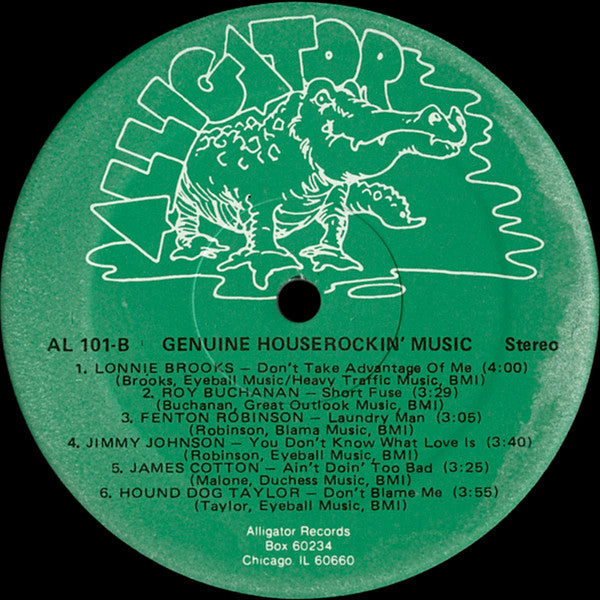 ALLIGATOR
AL 101-B GENUINE HOUSEROCKIN' MUSIC Stereo
1. LONNIE BROOKS — Don't Take Advantage Of Me (4:00)
(Brooks, Eyeball Music/Heavy Traffic Music, BMI)
2. ROY BUCHANAN — Short Fuse (3:29)
(Buchanan, Great Outlook Music, BMI)
3. FENTON ROBINSON — Laundry Man (3:05)
(Robinson, Blama Music, BMI)
4. JIMMY JOHNSON — You Don't Know What Love Is (3:40)
(Robinson, Eyeball Music, BMI)
5. JAMES COTTON — Ain't Doin' Too Bad (3:25)
(Malone, Duchess Music, BMI)
6. HOUND DOG TAYLOR — Don't Blame Me (3:55)
(Taylor, Eyeball Music, BMI)
Alligator Records
Box 60234
Chicago, IL 60660